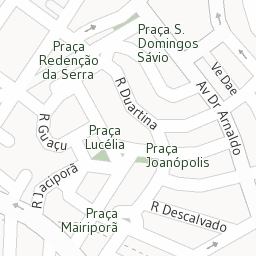 Praça S.
Domingos
Sávio
Praça
Redenção
da Serra
Ve Dae
R Duartina
Av Dr Arnaldo
R Guaçu
Praça
Lucélia
Praça
Joanópolis
R Jaciporã
Praça
Mairiporã
R Descalvado